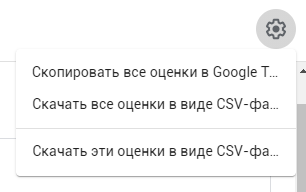 Скопировать все оценки в Google Т...
Скачать все оценки в виде CSV-фа...
Скачать эти оценки в виде CSV-фа...